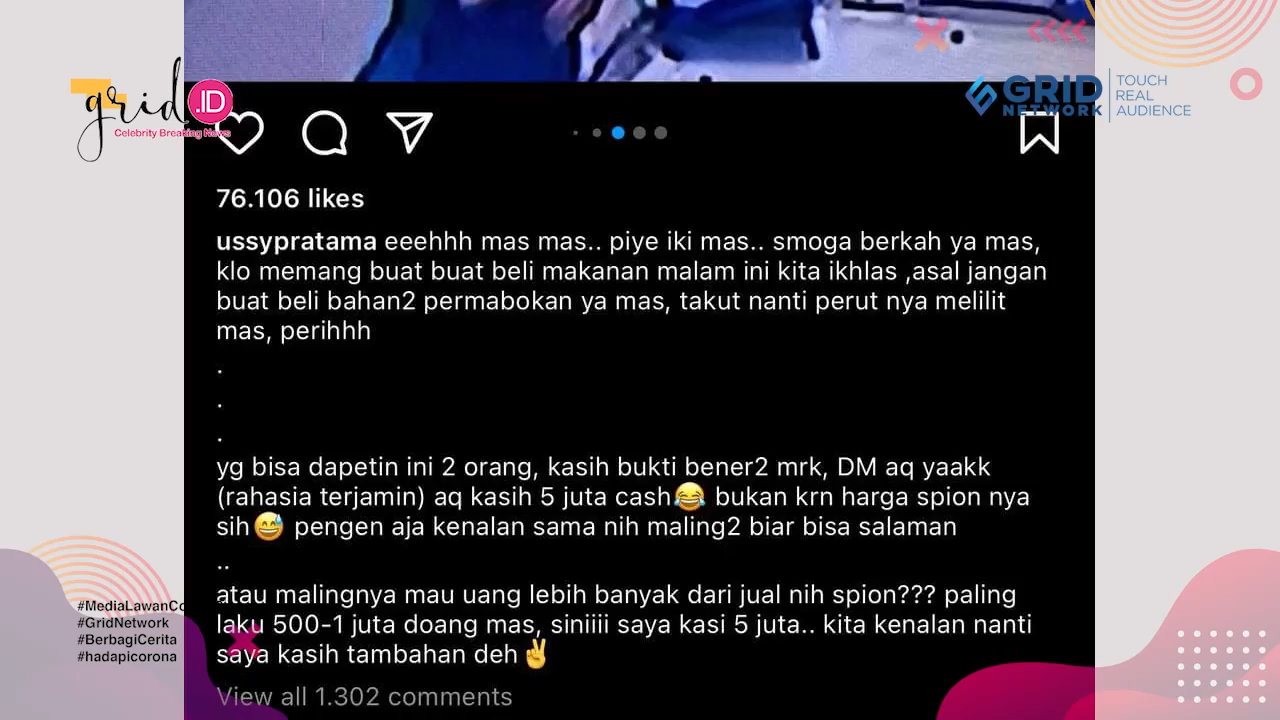 grid .ID
Celebrity Breaking News
GRID
NETWORK
TOUCH
REAL
AUDIENCE
76.106 likes
ussypratama eeehhh mas mas.. piye iki mas.. smoga berkah ya mas,
klo memang buat buat beli makanan malam ini kita ikhlas ,asal jangan
buat beli bahan2 permabokan ya mas, takut nanti perut nya melilit
mas, perihhh
.
.
.
yg bisa dapetin ini 2 orang, kasih bukti bener2 mrk, DM aq yaakk
(rahasia terjamin) aq kasih 5 juta cash😂 bukan krn harga spion nya
sih😅 pengen aja kenalan sama nih maling2 biar bisa salaman
..
atau malingnya mau uang lebih banyak dari jual nih spion??? paling
laku 500-1 juta doang mas, siniiii saya kasi 5 juta.. kita kenalan nanti
saya kasih tambahan deh✌️
View all 1.302 comments
#MediaLawanCo
#GridNetwork
#BerbagiCerita
#hadapicorona